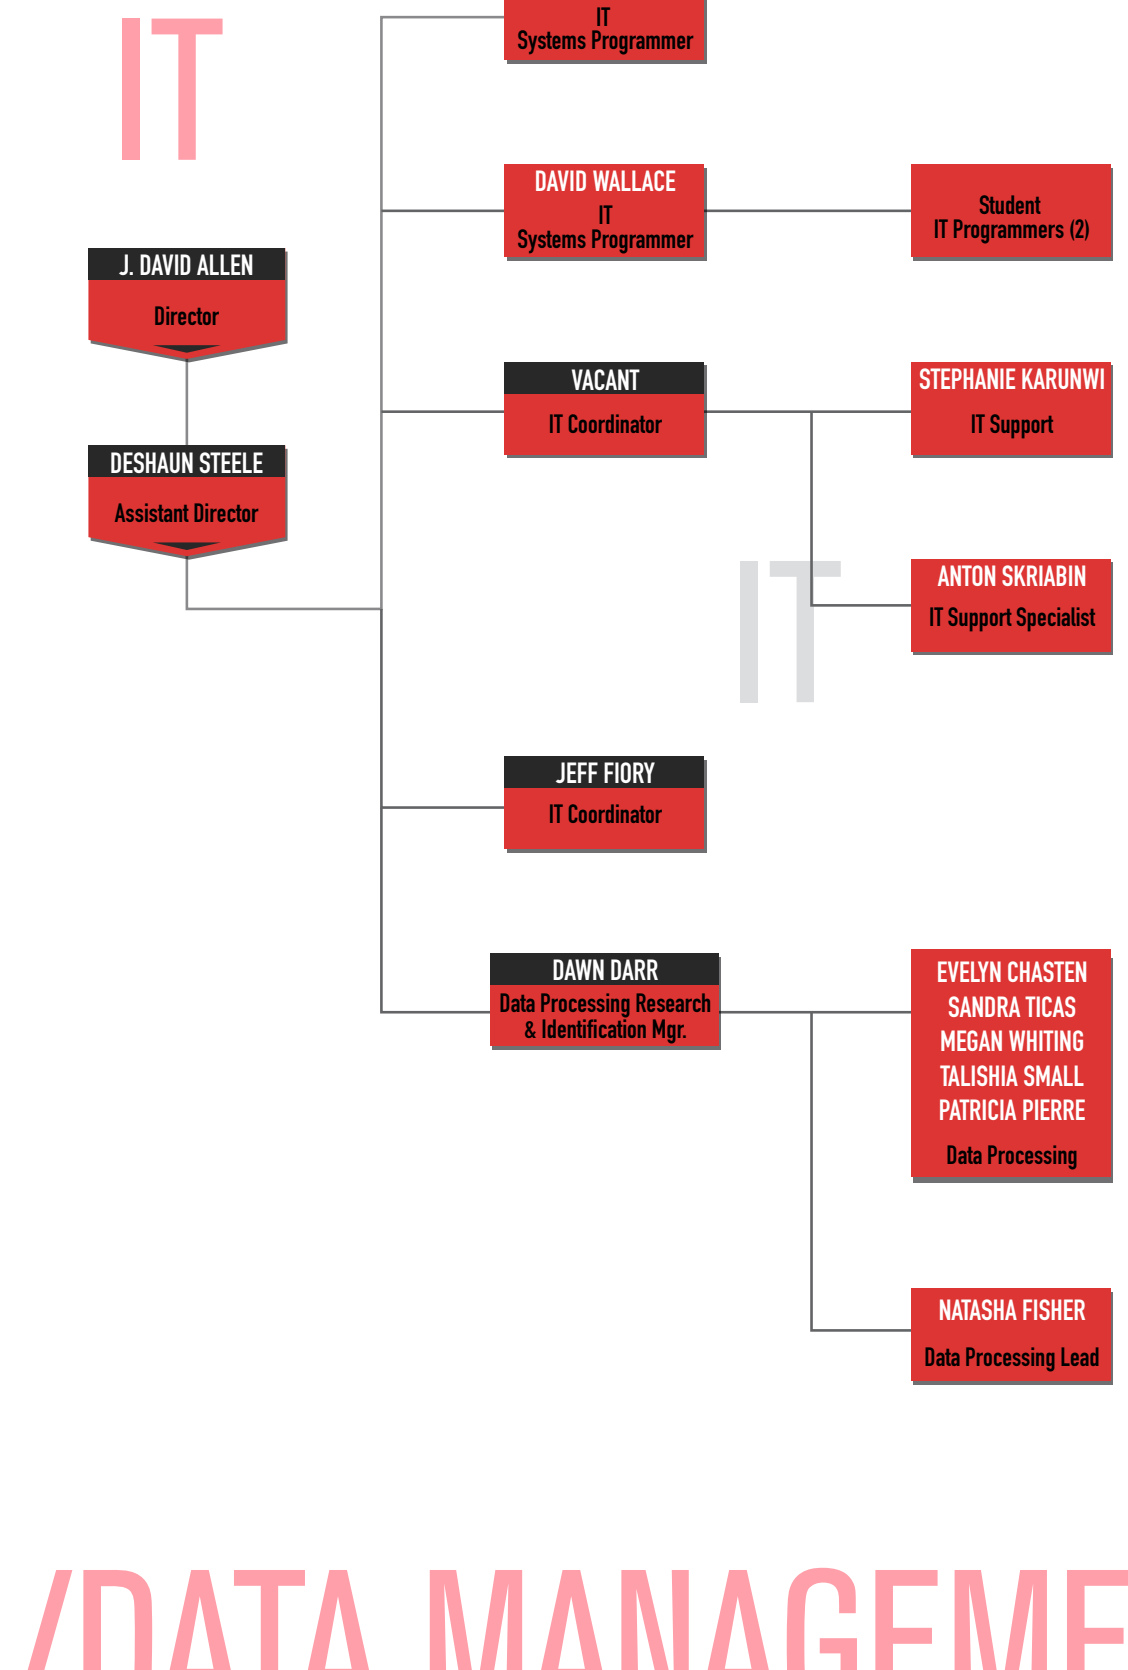 IT
IT
Systems Programmer
DAVID WALLACE
IT
Systems Programmer
Student
IT Programmers (2)
J. DAVID ALLEN
Director
VACANT
IT Coordinator
STEPHANIE KARUNWI
IT Support
DESHAUN STEELE
Assistant Director
IT
ANTON SKRIABIN
IT Support Specialist
JEFF FIORY
IT Coordinator
DAWN DARR
Data Processing Research
& Identification Mgr.
EVELYN CHASTEN
SANDRA TICAS
MEGAN WHITING
TALISHIA SMALL
PATRICIA PIERRE
Data Processing
NATASHA FISHER
Data Processing Lead
/DATA MANAGEME